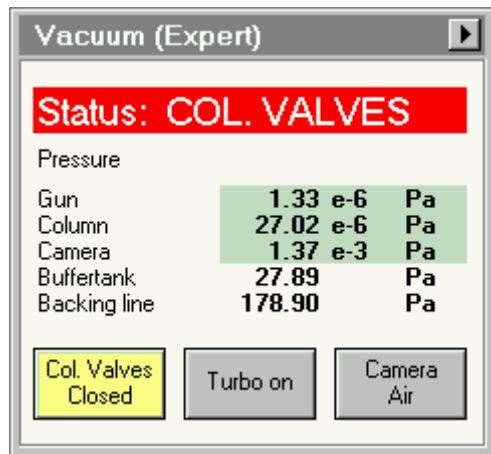 Vacuum (Expert)
Status: COL. VALVES
Pressure
Gun 1.33 e-6 Pa
Column 27.02 e-6 Pa
Camera 1.37 e-3 Pa
Buffertank 27.89 Pa
Backing line 178.90 Pa
Col. Valves
Closed
Turbo on
Camera
Air